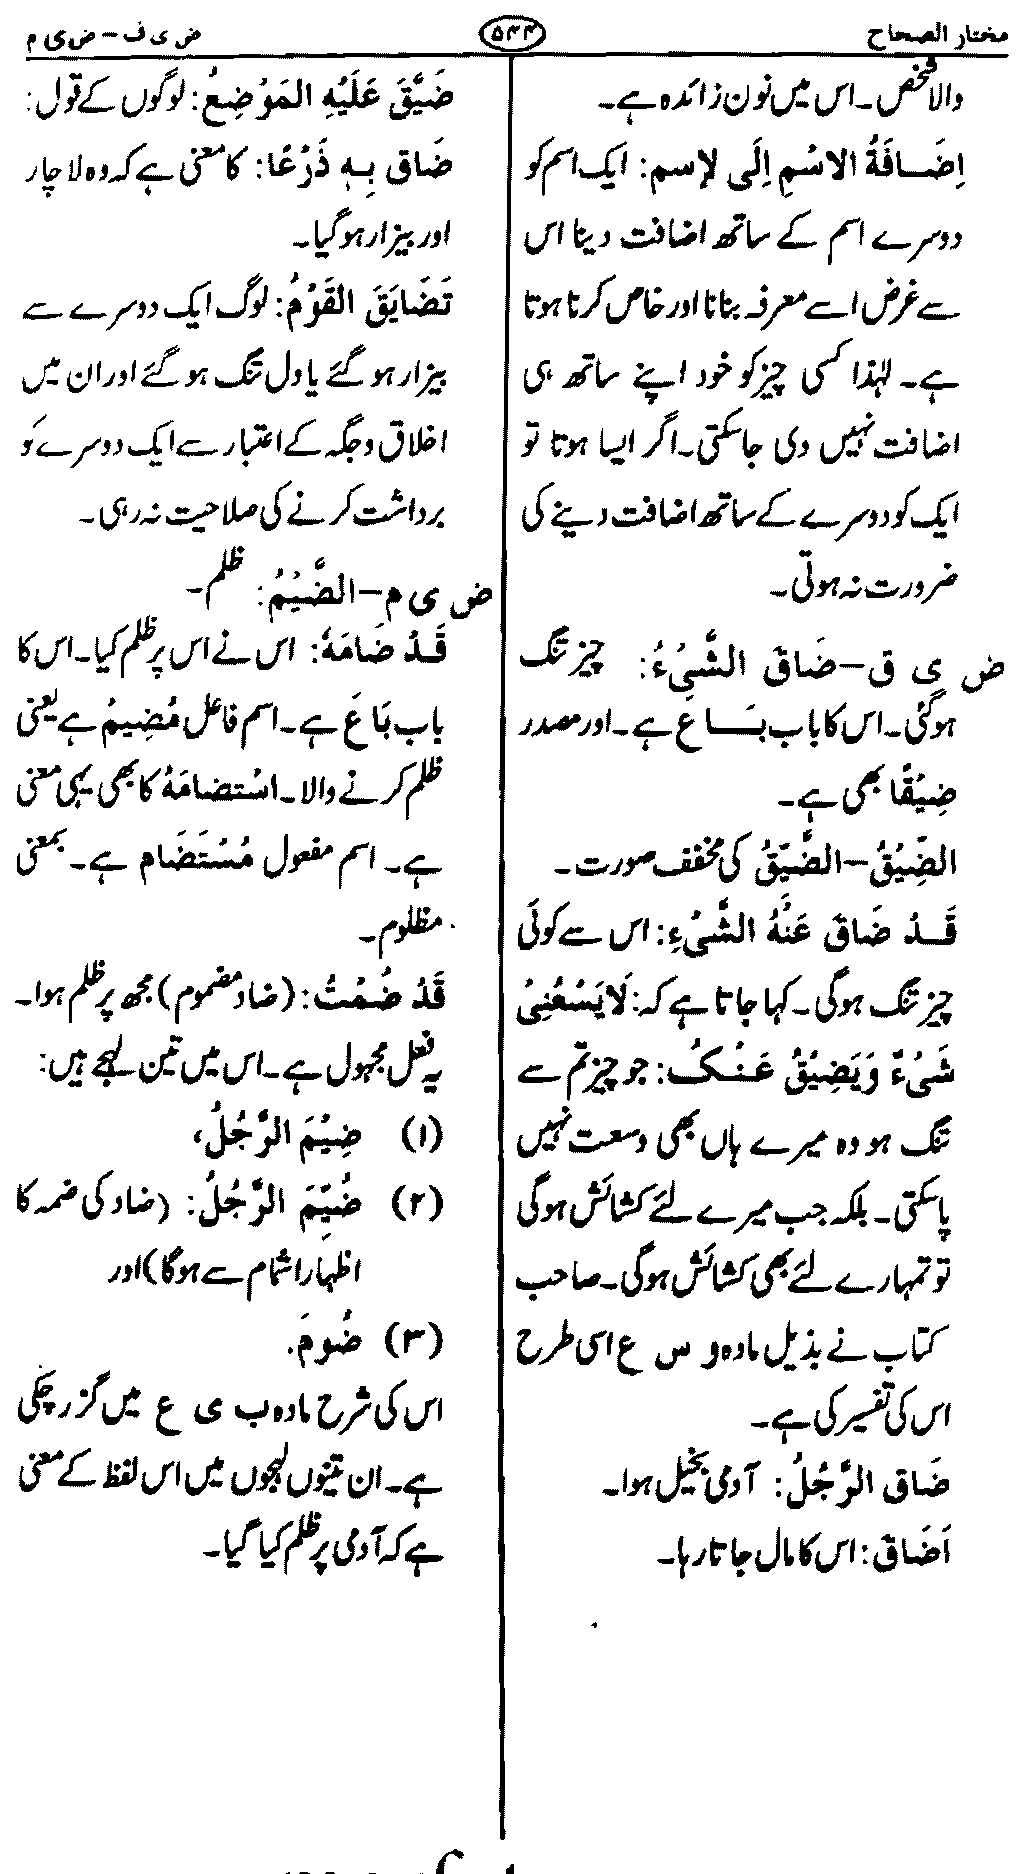 مختار الصحاح
۵۴۴
ض ی ف – ض ی م
والا شخص۔ اس میں نون زائدہ ہے۔
اِضَافَةُ الاسْمِ اِلَی لإسم: ایک اسم کو
دوسرے اسم کے ساتھ اضافت دینا اس
سے غرض اسے معرفہ بنانا اور خاص کرنا ہوتا
ہے۔ لہٰذا کسی چیز کو خود اپنے ساتھ ہی
اضافت نہیں دی جاسکتی۔ اگر ایسا ہوتا تو
ایک کو دوسرے کے ساتھ اضافت دینے کی
ضرورت نہ ہوتی۔
ض ی ق – ضَاقَ الشَّیْءُ: چیز تنگ
ہوگئی۔ اس کا باب بَاعَ ہے۔ اور مصدر
ضِیْقًا بھی ہے۔
الضَّیْقُ – الضَّیِّقُ کی مخفف صورت۔
قَدْ ضَاقَ عَنْهُ الشَّیْءِ: اس سے کوئی
چیز تنگ ہوگی۔ کہا جاتا ہے کہ: لَا یَسْعُنِیْ
شَیْءٌ وَیَضِیْقُ عَنْکَ: جو چیز تم سے
تنگ ہو وہ میرے ہاں بھی وسعت نہیں
پاسکتی۔ بلکہ جب میرے لئے کشائش ہوگی
تو تمہارے لئے بھی کشائش ہوگی۔ صاحب
کتاب نے بذیل مادہ و س ع اسی طرح
اس کی تفسیر کی ہے۔
ضَاق الرَّجُلُ: آدمی بخیل ہوا۔
اَضَاقَ: اس کا مال جاتا رہا۔
ضَیَّقَ عَلَیْهِ المَوْضِعُ: لوگوں کے قول:
ضَاقَ بِهٖ ذَرْعًا: کا معنی ہے کہ وہ لاچار
اور بیزار ہوگیا۔
تَضَایَقَ القَوْمُ: لوگ ایک دوسرے سے
بیزار ہوگئے یا دل تنگ ہوگئے اور ان میں
اخلاق وجگہ کے اعتبار سے ایک دوسرے کو
برداشت کرنے کی صلاحیت نہ رہی۔
ض ی م – الضَّیْمُ: ظلم۔
قَدْ ضَامَهٗ: اس نے اس پر ظلم کیا۔ اس کا
باب بَاعَ ہے۔ اسم فاعل مُضِیمُ ہے یعنی
ظلم کرنے والا۔ اسْتضامَهُ کا بھی یہی معنی
ہے۔ اسم مفعول مُسْتَضَام ہے۔ بمعنی
مظلوم۔
قَدْ ضُمْتُ: (ضاد مضموم) مجھ پر ظلم ہوا۔
یہ فعل مجہول ہے۔ اس میں تین لہجے ہیں:
(۱) ضِیْمَ الرَّجُلُ،
(۲) ضُیِّمَ الرَّجُلُ: (ضاد کی ضمہ کا
اظہار اشمام سے ہوگا) اور
(۳) ضُومَ.
اس کی شرح مادہ ب ی ع میں گزر چکی
ہے۔ ان تینوں لہجوں میں اس لفظ کے معنی
ہے کہ آدمی پر ظلم کیا گیا۔